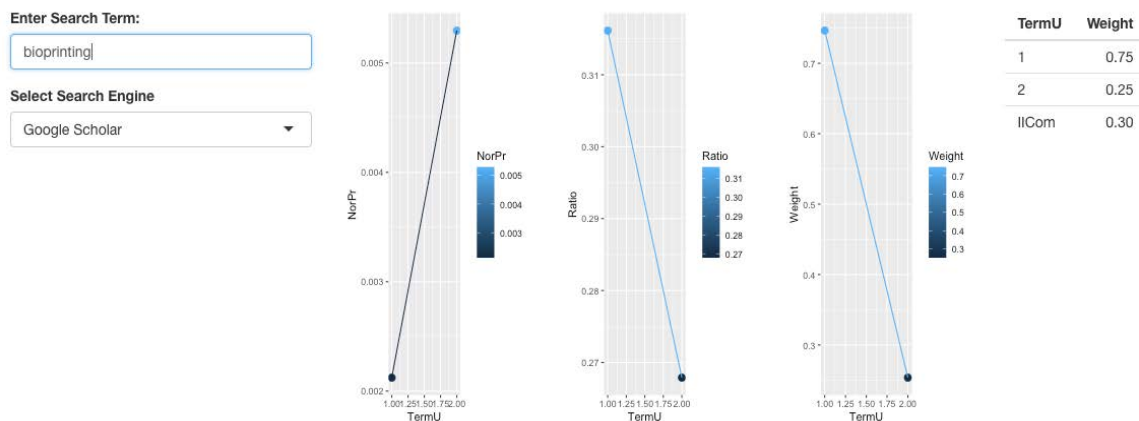 Enter Search Term:
bioprinting
Select Search Engine
Google Scholar
NorPr
0.005
0.004
0.003
0.002
1.00 1.25 1.50 1.75 2.00
TermU
NorPr
0.005
0.004
0.003
Ratio
0.31
0.30
0.29
0.28
0.27
1.00 1.25 1.50 1.75 2.00
TermU
Ratio
0.31
0.30
0.29
0.28
0.27
Weight
0.7
0.6
0.5
0.4
0.3
1.00 1.25 1.50 1.75 2.00
TermU
Weight
0.7
0.6
0.5
0.4
0.3
TermU Weight
1 0.75
2 0.25
IICom 0.30